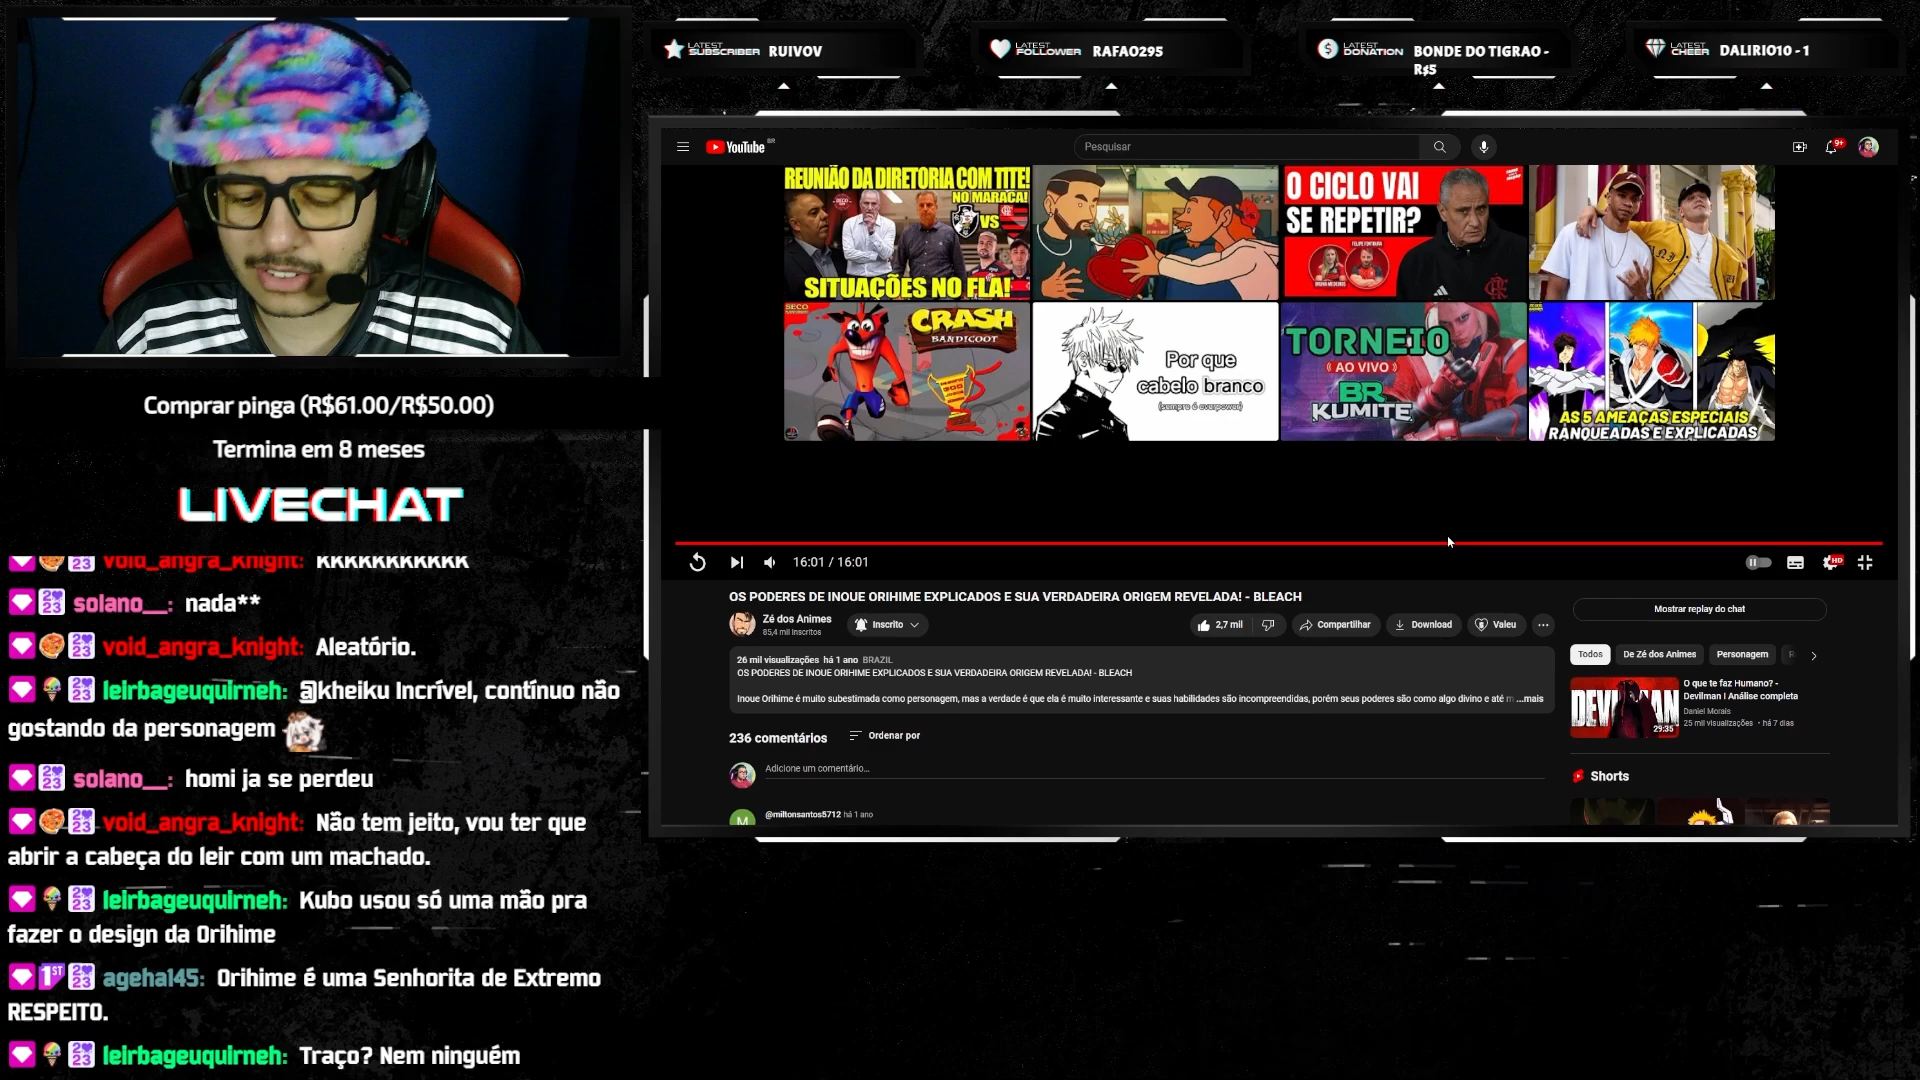 LATEST SUBSCRIBER RUIVOV
LATEST FOLLOWER RAFAO295
LATEST DONATION BONDE DO TIGRAO -
R$5
LATEST CHEER DALIRIO10 - 1
YouTube BR
Pesquisar
9+
REUNIÃO DA DIRETORIA COM TITE!
NO MARACA!
VS
SITUAÇÕES NO FLA!
O CICLO VAI
SE REPETIR?
CRASH
BANDICOOT
Por que
cabelo branco
(sempre é overpower)
TORNEIO
AO VIVO
BR
KUMITE
AS 5 AMEAÇAS ESPECIAIS
RANQUEADAS E EXPLICADAS
16:01 / 16:01
HD
OS PODERES DE INOUE ORIHIME EXPLICADOS E SUA VERDADEIRA ORIGEM REVELADA! - BLEACH
Zé dos Animes
85,4 mil inscritos
Inscrito
2,7 mil
Compartilhar
Download
Valeu
26 mil visualizações há 1 ano BRAZIL
OS PODERES DE INOUE ORIHIME EXPLICADOS E SUA VERDADEIRA ORIGEM REVELADA! - BLEACH
Inoue Orihime é muito subestimada como personagem, mas a verdade é que ela é muito interessante e suas habilidades são incompreendidas, porém seus poderes são como algo divino e até m ...mais
236 comentários
Ordenar por
Adicione um comentário...
M
@miltonsantos5712 há 1 ano
Mostrar replay do chat
Todos
De Zé dos Animes
Personagem
DEVILMAN
29:35
O que te faz Humano? -
Devilman | Análise completa
Daniel Morais
25 mil visualizações • há 7 dias
Shorts
Comprar pinga (R$61.00/R$50.00)
Termina em 8 meses
LIVECHAT
void_angra_knight: KKKKKKKKKKK
solano__: nada**
void_angra_knight: Aleatório.
leirbageuquirneh: @kheiku Incrível, contínuo não
gostando da personagem
solano__: homi ja se perdeu
void_angra_knight: Não tem jeito, vou ter que
abrir a cabeça do leir com um machado.
leirbageuquirneh: Kubo usou só uma mão pra
fazer o design da Orihime
1ST ageha145: Orihime é uma Senhorita de Extremo
RESPEITO.
leirbageuquirneh: Traço? Nem ninguém